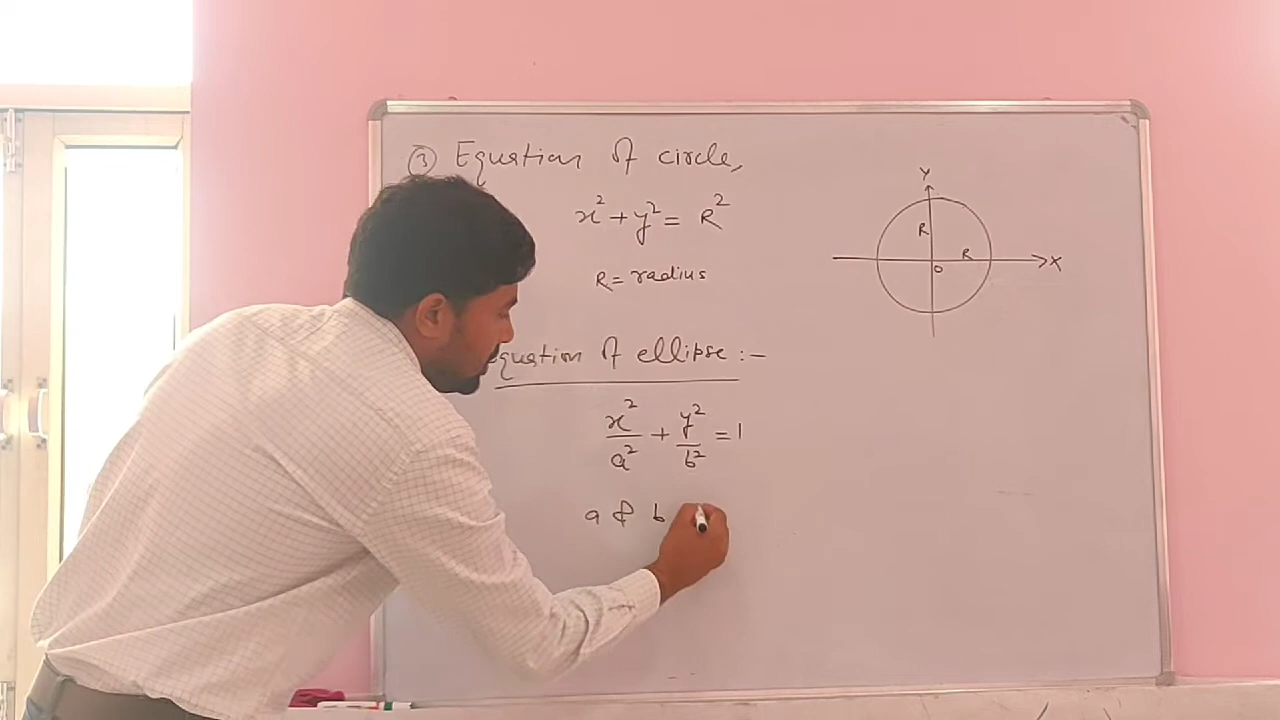 ③ Equation of circle,
x² + y² = R²
R = radius
Equation of ellipse :-
x²/a² + y²/b² = 1
a & b
Y
R
R
O
X